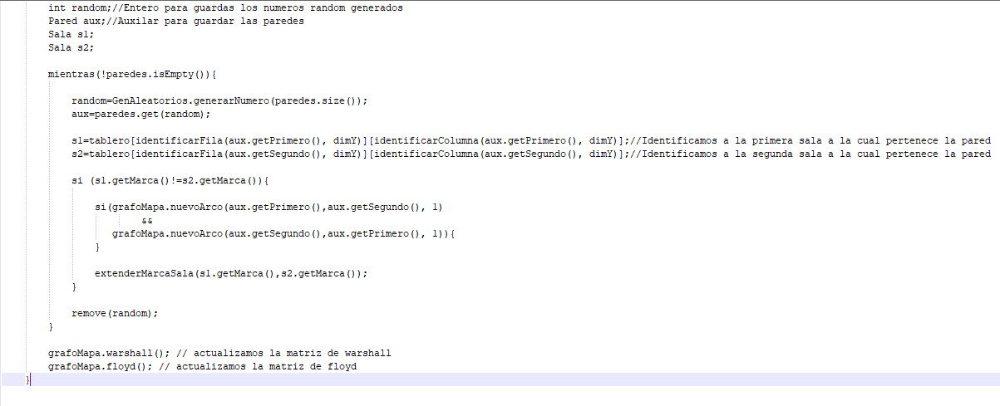 int random;//Entero para guardas los numeros random generados
Pared aux;//Auxilar para guardar las paredes
Sala s1;
Sala s2;
mientras(!paredes.isEmpty()){
random=GenAleatorios.generarNumero(paredes.size());
aux=paredes.get(random);
s1=tablero[identificarFila(aux.getPrimero(), dimY)][identificarColumna(aux.getPrimero(), dimY)];//Identificamos a la primera sala a la cual pertenece la pared
s2=tablero[identificarFila(aux.getSegundo(), dimY)][identificarColumna(aux.getSegundo(), dimY)];//Identificamos a la segunda sala a la cual pertenece la pared
si (s1.getMarca()!=s2.getMarca()){
si(grafoMapa.nuevoArco(aux.getPrimero(),aux.getSegundo(), 1)
&&
grafoMapa.nuevoArco(aux.getSegundo(),aux.getPrimero(), 1)){
}
extenderMarcaSala(s1.getMarca(),s2.getMarca());
}
remove(random);
}
grafoMapa.warshall(); // actualizamos la matriz de warshall
grafoMapa.floyd(); // actualizamos la matriz de floyd
}